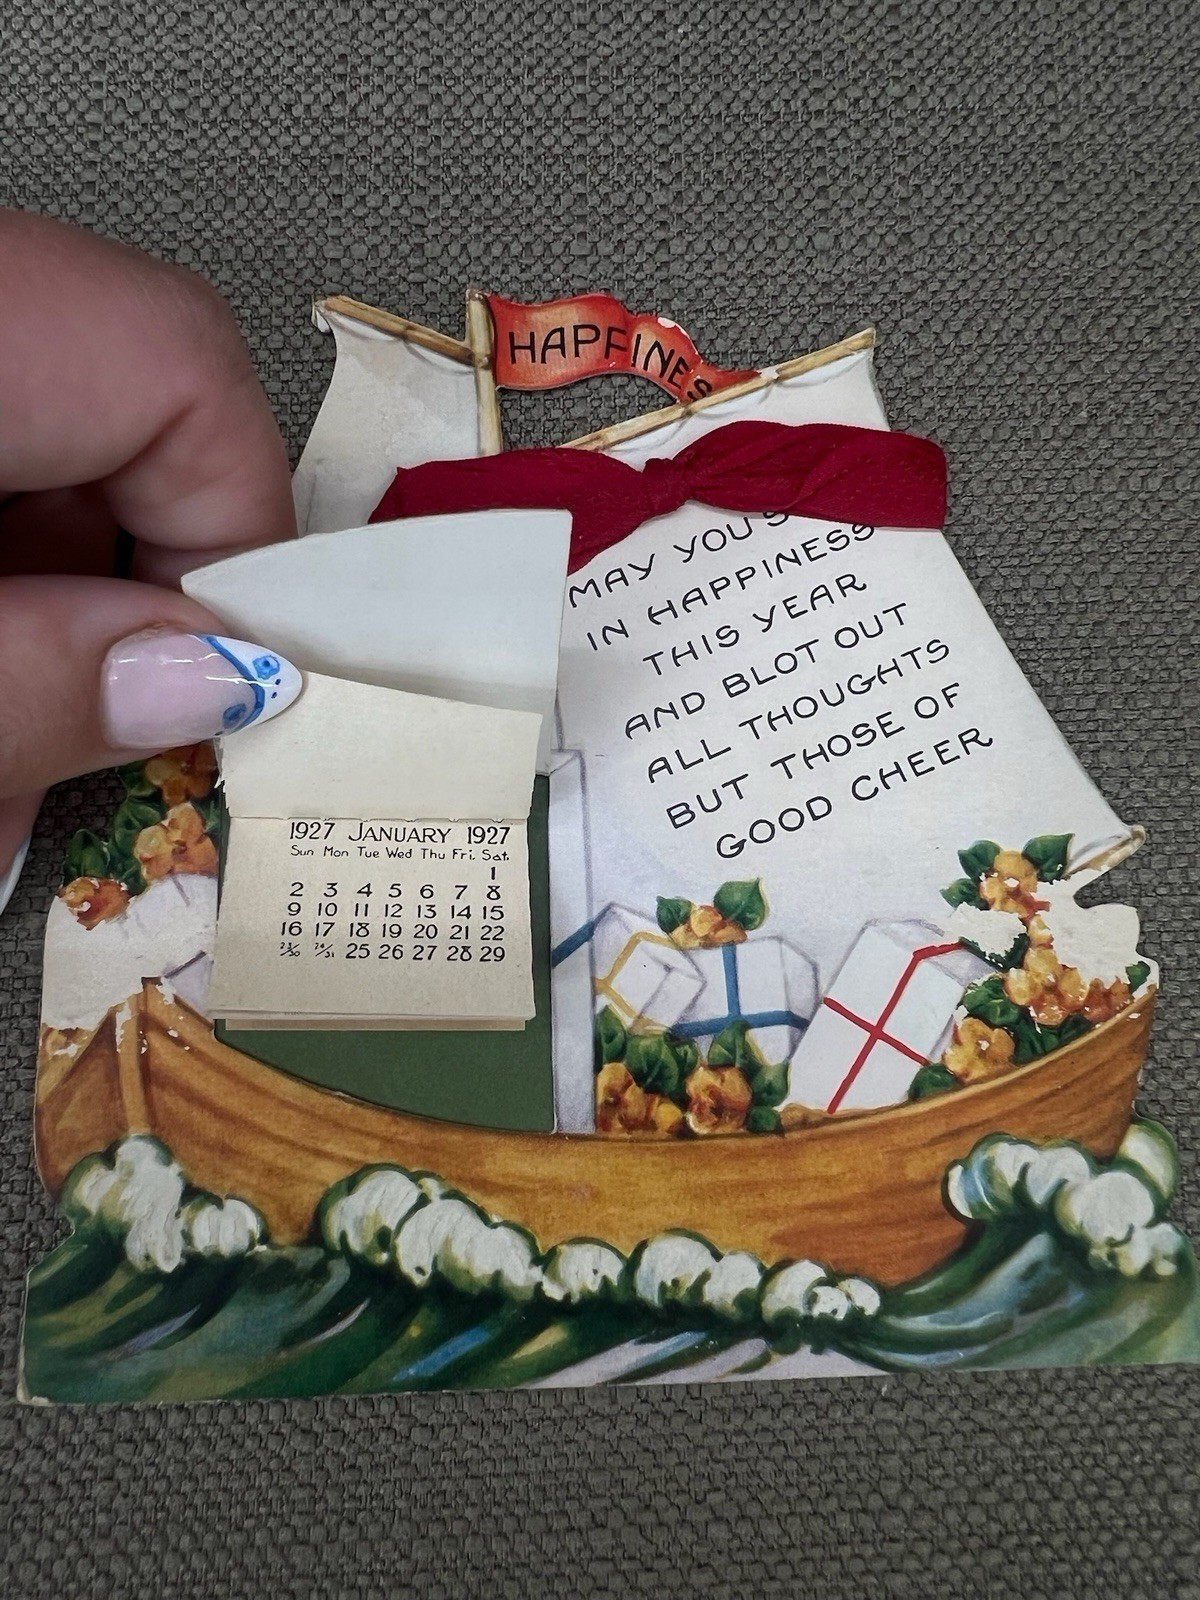 HAPPINES
MAY YOU S
IN HAPPINESS
THIS YEAR
AND BLOT OUT
ALL THOUGHTS
BUT THOSE OF
GOOD CHEER
1927 JANUARY 1927
Sun Mon Tue Wed Thu Fri. Sat.
1
2 3 4 5 6 7 8
9 10 11 12 13 14 15
16 17 18 19 20 21 22
23/30 24/31 25 26 27 28 29